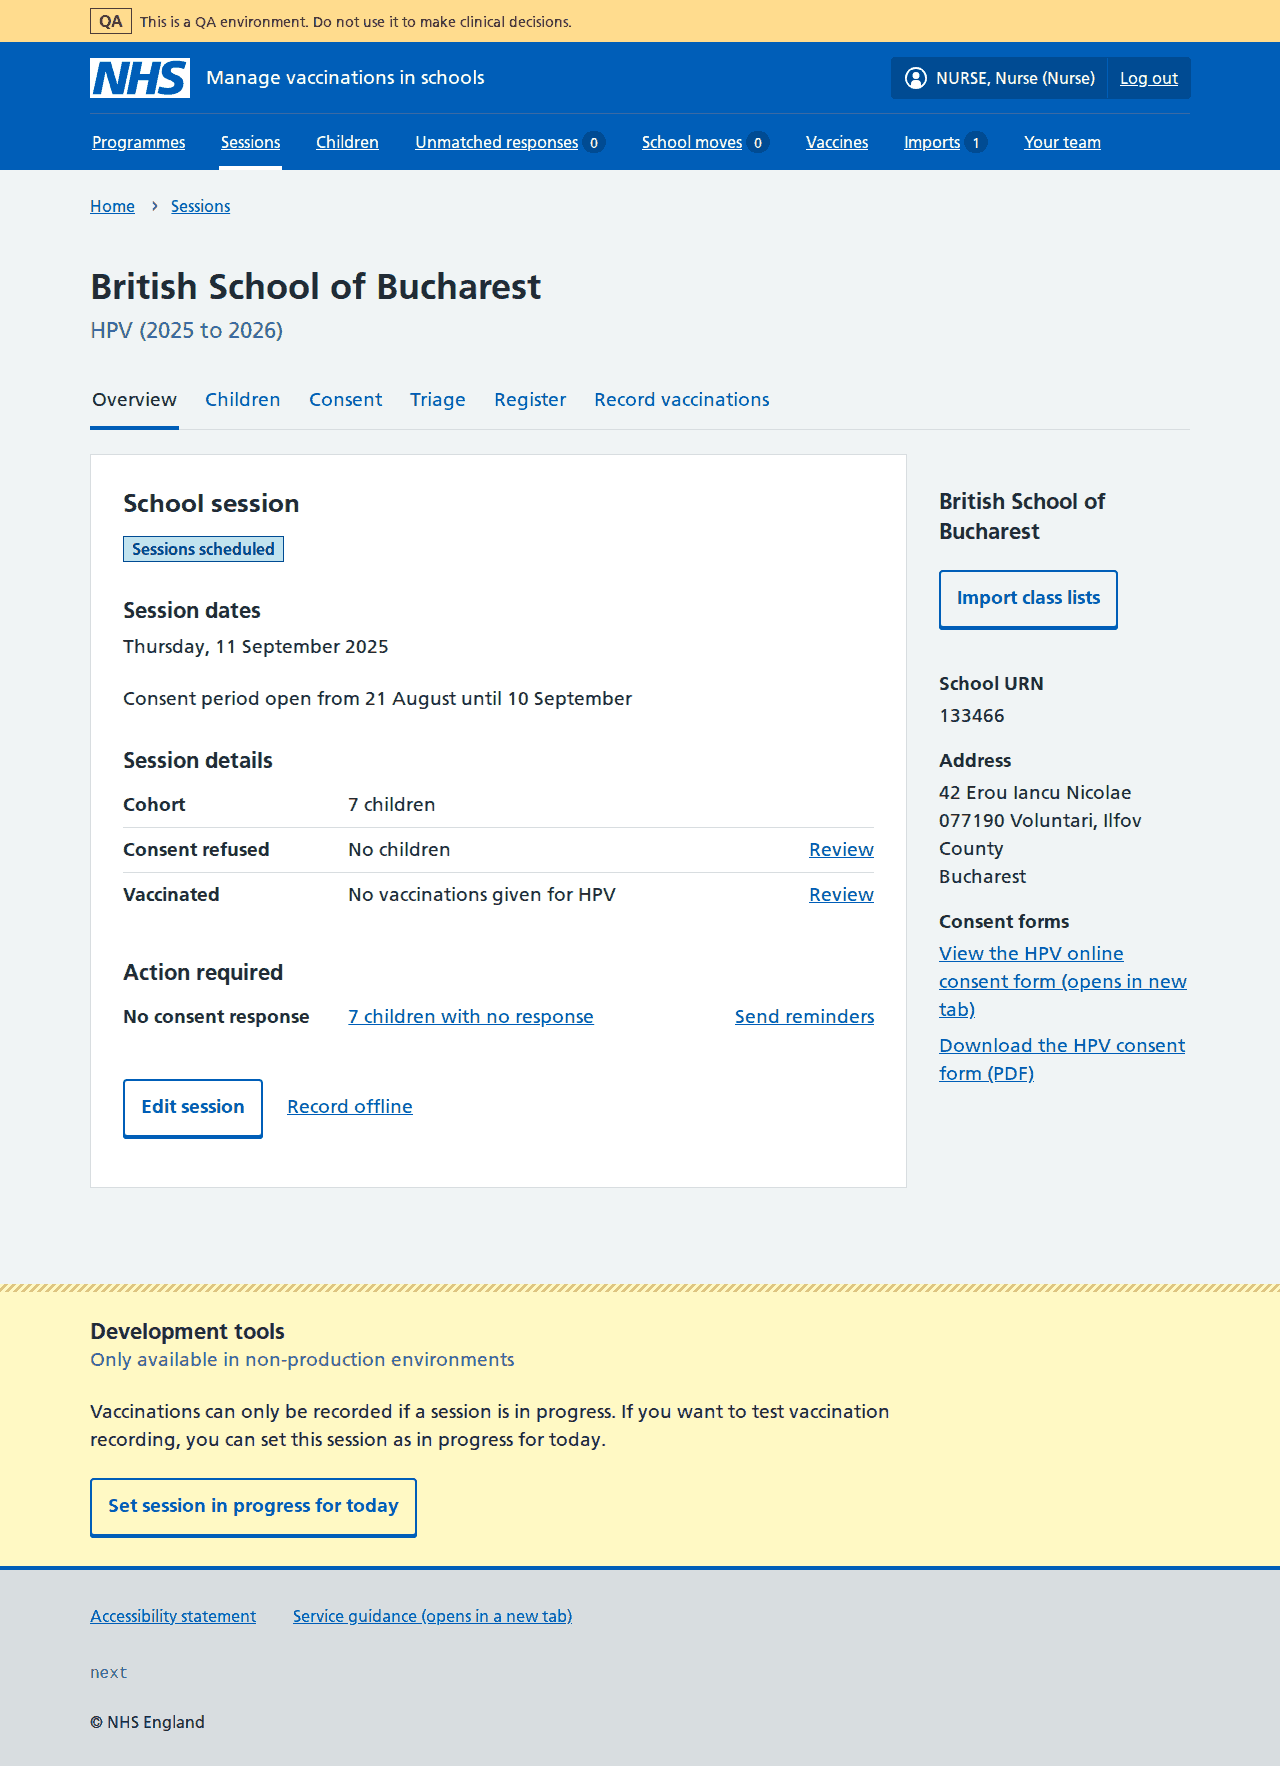 QA This is a QA environment. Do not use it to make clinical decisions.
NHS Manage vaccinations in schools NURSE, Nurse (Nurse) Log out
Programmes Sessions Children Unmatched responses 0 School moves 0 Vaccines Imports 1 Your team
Home › Sessions
British School of Bucharest
HPV (2025 to 2026)
Overview Children Consent Triage Register Record vaccinations
School session
Sessions scheduled
Session dates
Thursday, 11 September 2025
Consent period open from 21 August until 10 September
Session details
Cohort 7 children
Consent refused No children Review
Vaccinated No vaccinations given for HPV Review
Action required
No consent response 7 children with no response Send reminders
Edit session Record offline
British School of
Bucharest
Import class lists
School URN
133466
Address
42 Erou Iancu Nicolae
077190 Voluntari, Ilfov
County
Bucharest
Consent forms
View the HPV online
consent form (opens in new
tab)
Download the HPV consent
form (PDF)
Development tools
Only available in non-production environments
Vaccinations can only be recorded if a session is in progress. If you want to test vaccination
recording, you can set this session as in progress for today.
Set session in progress for today
Accessibility statement Service guidance (opens in a new tab)
next
© NHS England